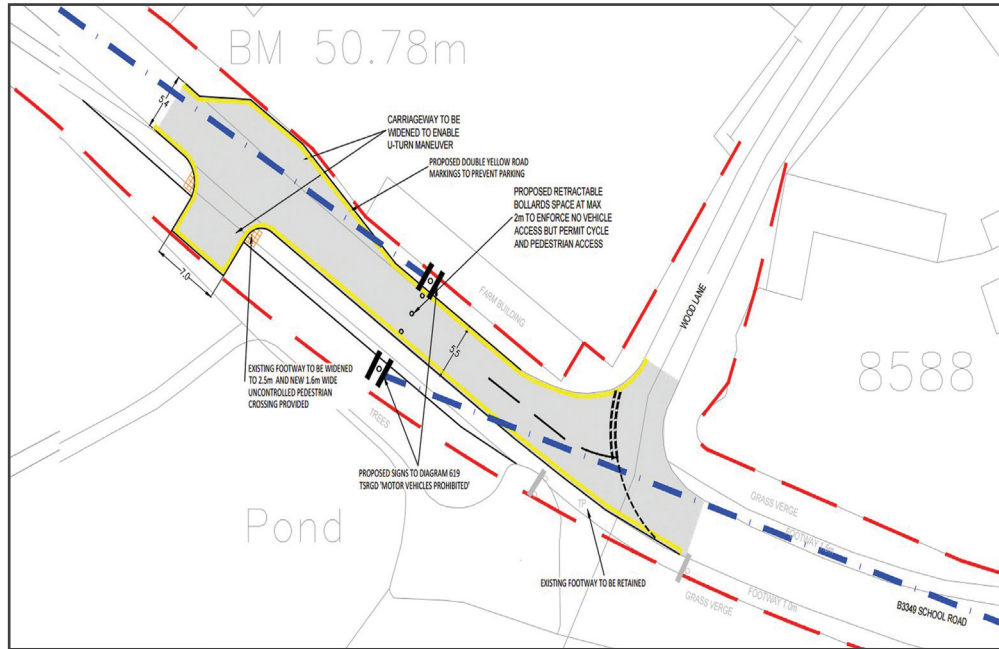 BM 50.78m
5.4
CARRIAGEWAY TO BE
WIDENED TO ENABLE
U-TURN MANEUVER
PROPOSED DOUBLE YELLOW ROAD
MARKINGS TO PREVENT PARKING
PROPOSED RETRACTABLE
BOLLARDS SPACE AT MAX
2m TO ENFORCE NO VEHICLE
ACCESS BUT PERMIT CYCLE
AND PEDESTRIAN ACCESS
7.0
FARM BUILDING
WOOD LANE
5.5
8588
EXISTING FOOTWAY TO BE WIDENED
TO 2.5m AND NEW 1.6m WIDE
UNCONTROLLED PEDESTRIAN
CROSSING PROVIDED
TREES
PROPOSED SIGNS TO DIAGRAM 619
TSRGD 'MOTOR VEHICLES PROHIBITED'
Pond
TP
GRASS VERGE
FOOTWAY
EXISTING FOOTWAY TO BE RETAINED
FOOTWAY 1.0m
GRASS VERGE
B3349 SCHOOL ROAD